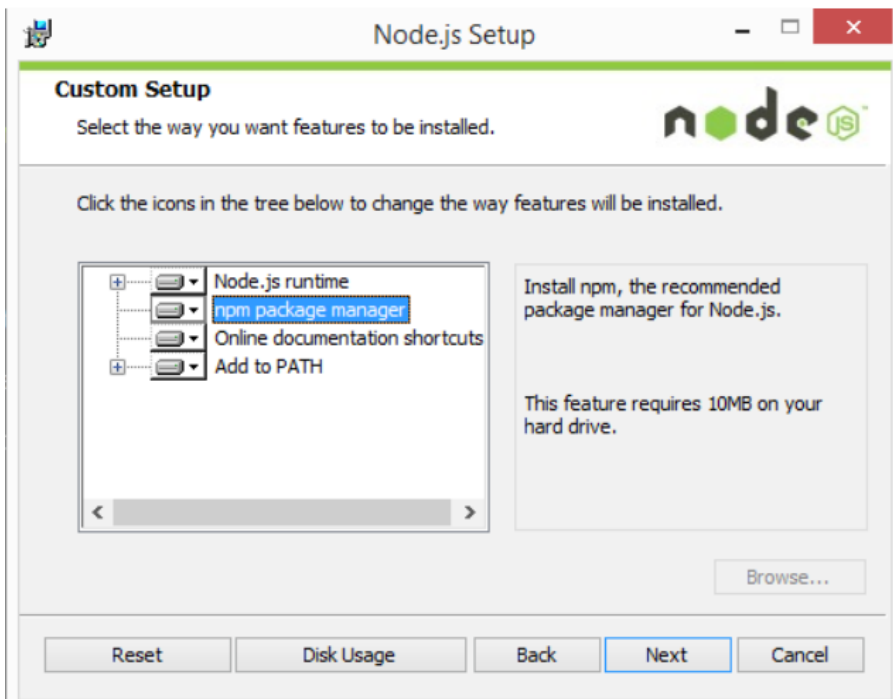 Node.js Setup
Custom Setup
Select the way you want features to be installed.
node
JS
Click the icons in the tree below to change the way features will be installed.
Node.js runtime
npm package manager
Online documentation shortcuts
Add to PATH
Install npm, the recommended
package manager for Node.js.
This feature requires 10MB on your
hard drive.
Browse...
Reset
Disk Usage
Back
Next
Cancel